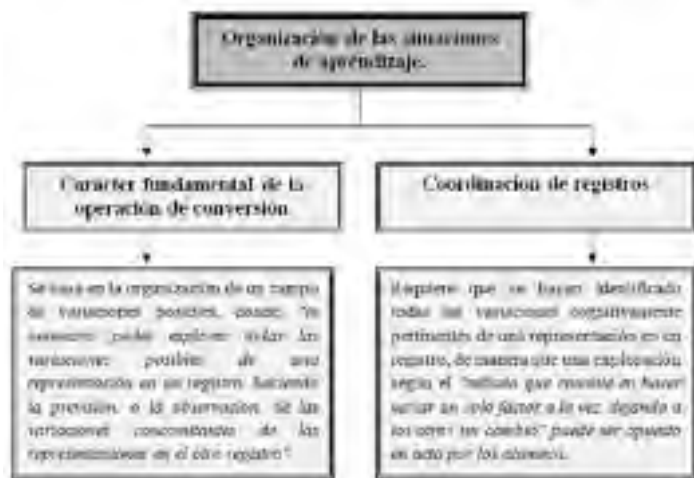 Organización de las situaciones
de aprendizaje.
Carácter fundamental de la
operación de conversión
Coordinacion de registros
Se basa en la organización de un campo
de variaciones posibles, donde, "es
necesario poder explorar todas las
variaciones posibles de una
representación en un registro, haciendo
la previsión, o la observación, de las
variaciones concomitantes de las
representaciones en el otro registro".
Requiere que se hayan identificado
todas las variaciones cognitivamente
pertinentes de una representación en un
registro, de manera que una exploración
según el "método que consiste en hacer
variar un solo factor a la vez dejando a
los otros sin cambio" puede ser
en acto por los alumnos.